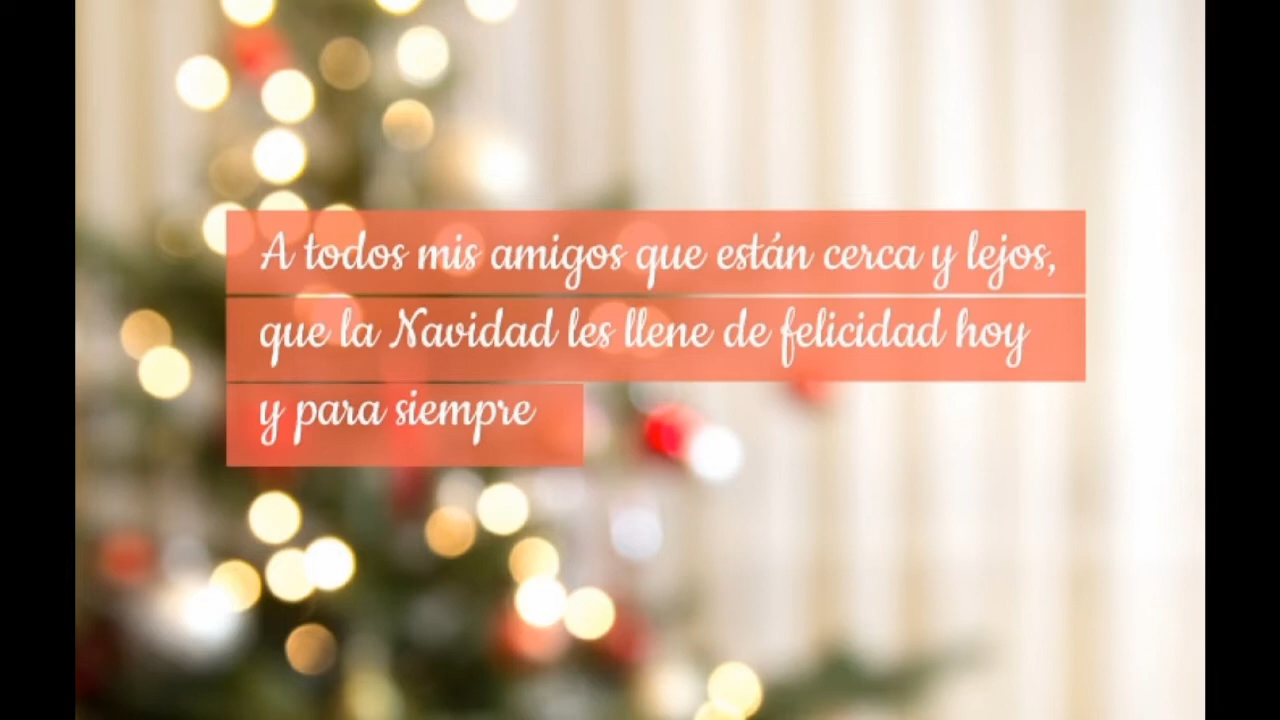 A todos mis amigos que están cerca y lejos,
que la Navidad les llene de felicidad hoy
y para siempre